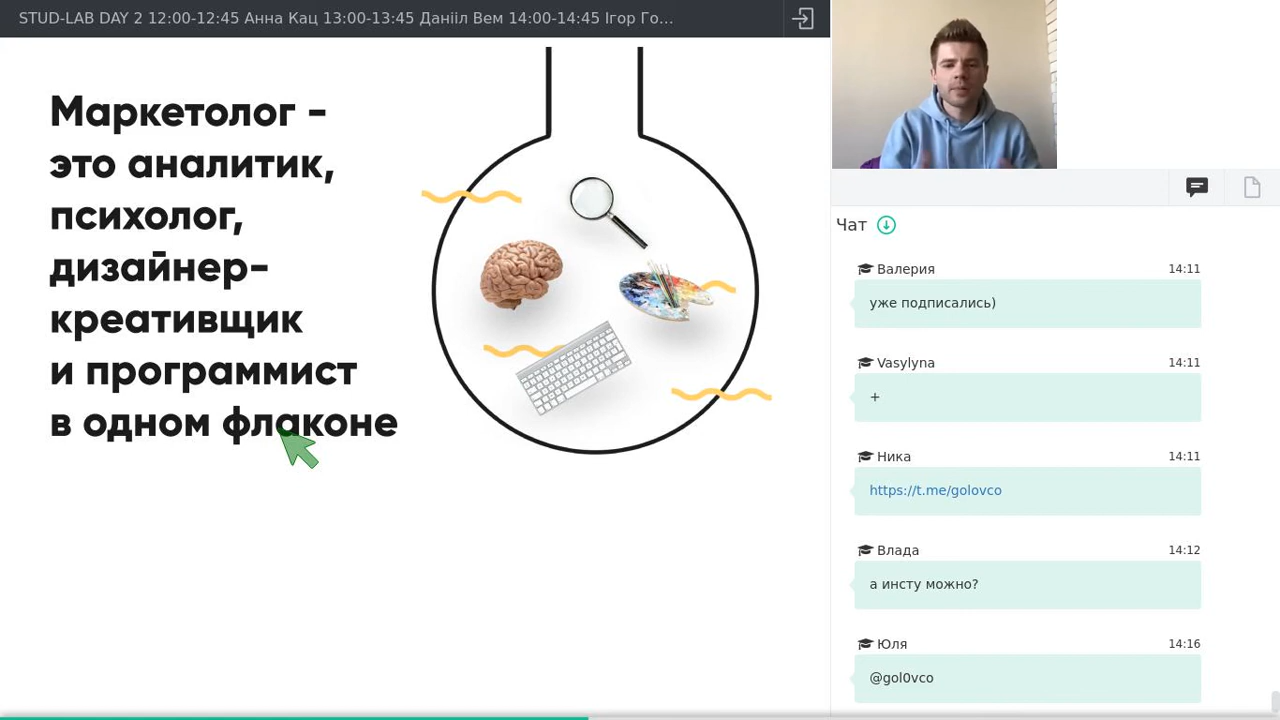 STUD-LAB DAY 2 12:00-12:45 Анна Кац 13:00-13:45 Данііл Вем 14:00-14:45 Ігор Го...
Маркетолог -
это аналитик,
психолог,
дизайнер-
креативщик
и программист
в одном флаконе
Чат
Валерия 14:11
уже подписались)
Vasylyna 14:11
+
Ника 14:11
https://t.me/golovco
Влада 14:12
а инсту можно?
Юля 14:16
@gol0vco